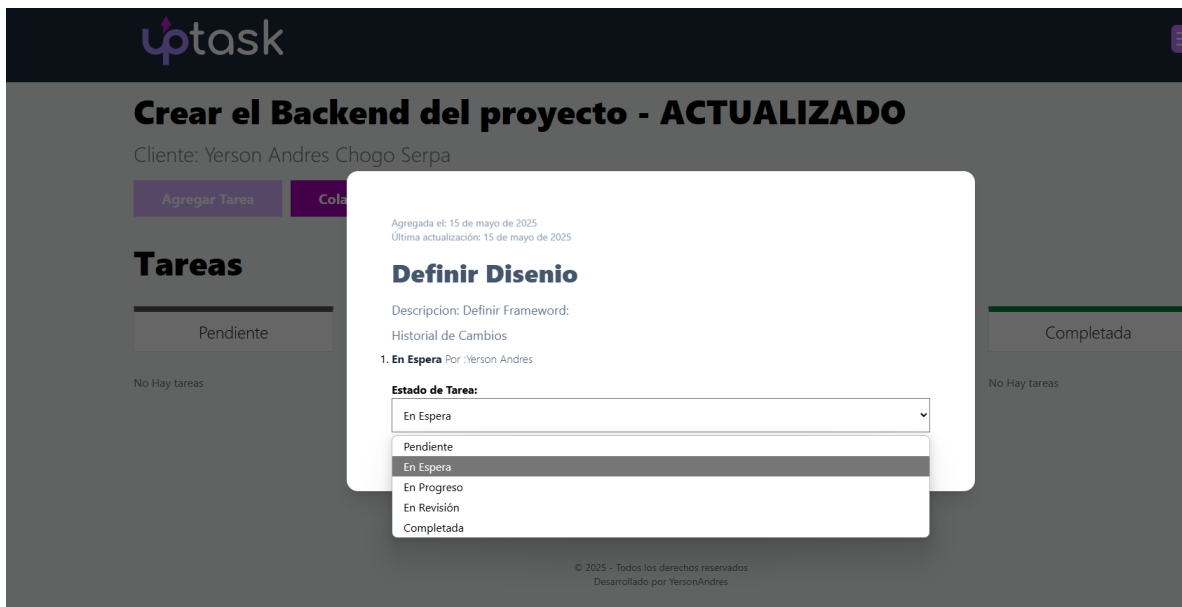 uptask
Crear el Backend del proyecto - ACTUALIZADO
Cliente: Yerson Andres Chogo Serpa
Agregar Tarea
Cola
Agregada el: 15 de mayo de 2025
Última actualización: 15 de mayo de 2025
Tareas
Definir Disenio
Descripcion: Definir Frameword:
Pendiente
Historial de Cambios
Completada
1. En Espera Por :Yerson Andres
No Hay tareas
No Hay tareas
Estado de Tarea:
En Espera
Pendiente
En Espera
En Progreso
En Revisión
Completada
© 2025 - Todos los derechos reservados
Desarrollado por YersonAndres